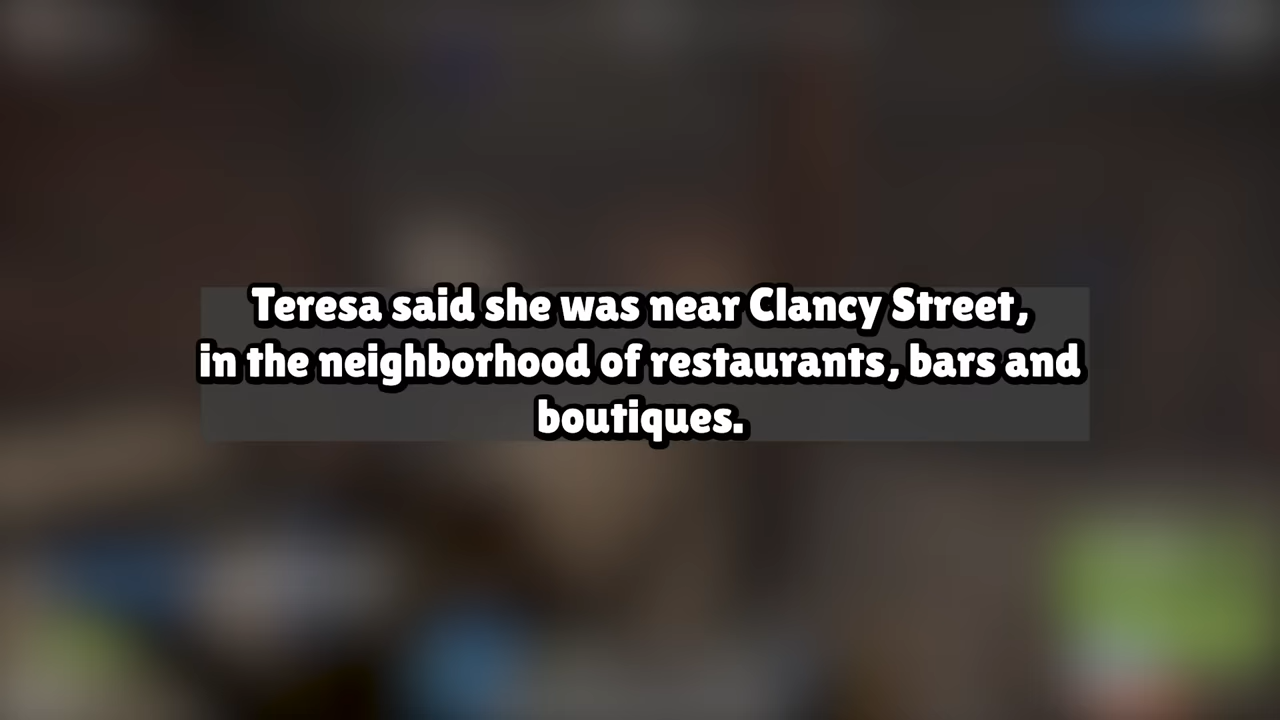 Teresa said she was near Clancy Street,
in the neighborhood of restaurants, bars and
boutiques.